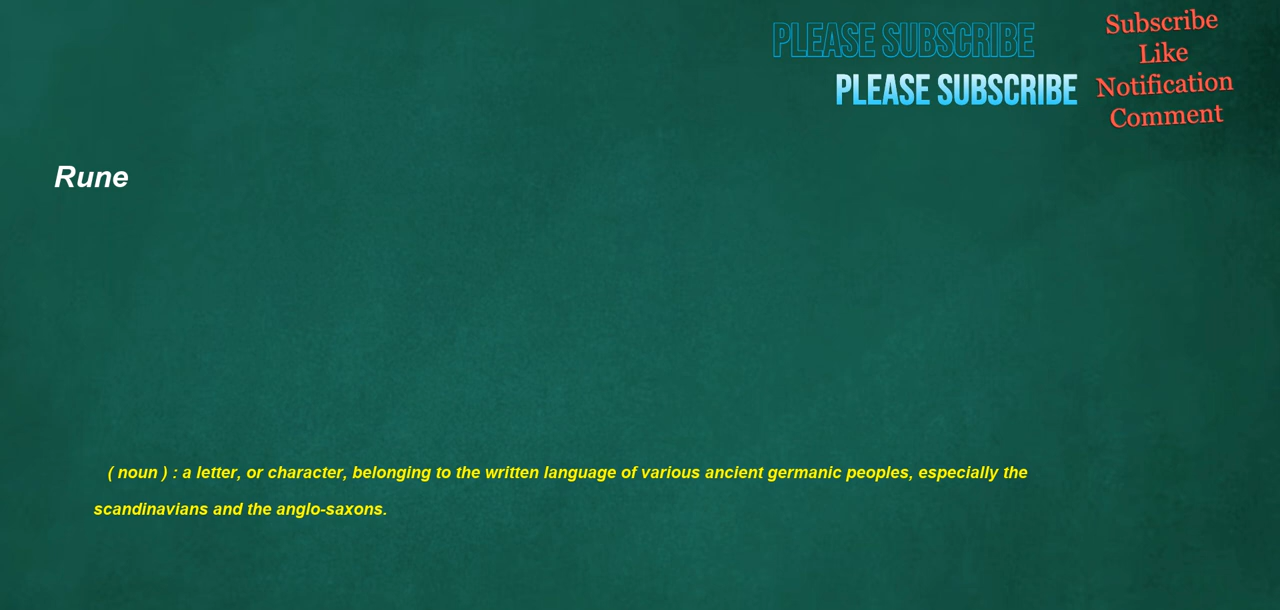 PLEASE SUBSCRIBE
PLEASE SUBSCRIBE
Subscribe
Like
Notification
Comment
Rune
( noun ) : a letter, or character, belonging to the written language of various ancient germanic peoples, especially the
scandinavians and the anglo-saxons.